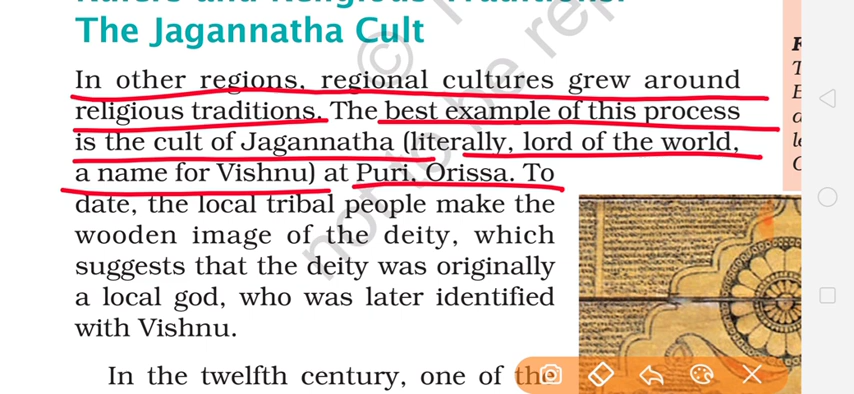 The Jagannatha Cult
In other regions, regional cultures grew around
religious traditions. The best example of this process
is the cult of Jagannatha (literally, lord of the world,
a name for Vishnu) at Puri, Orissa. To
date, the local tribal people make the
wooden image of the deity, which
suggests that the deity was originally
a local god, who was later identified
with Vishnu.
In the twelfth century, one of the